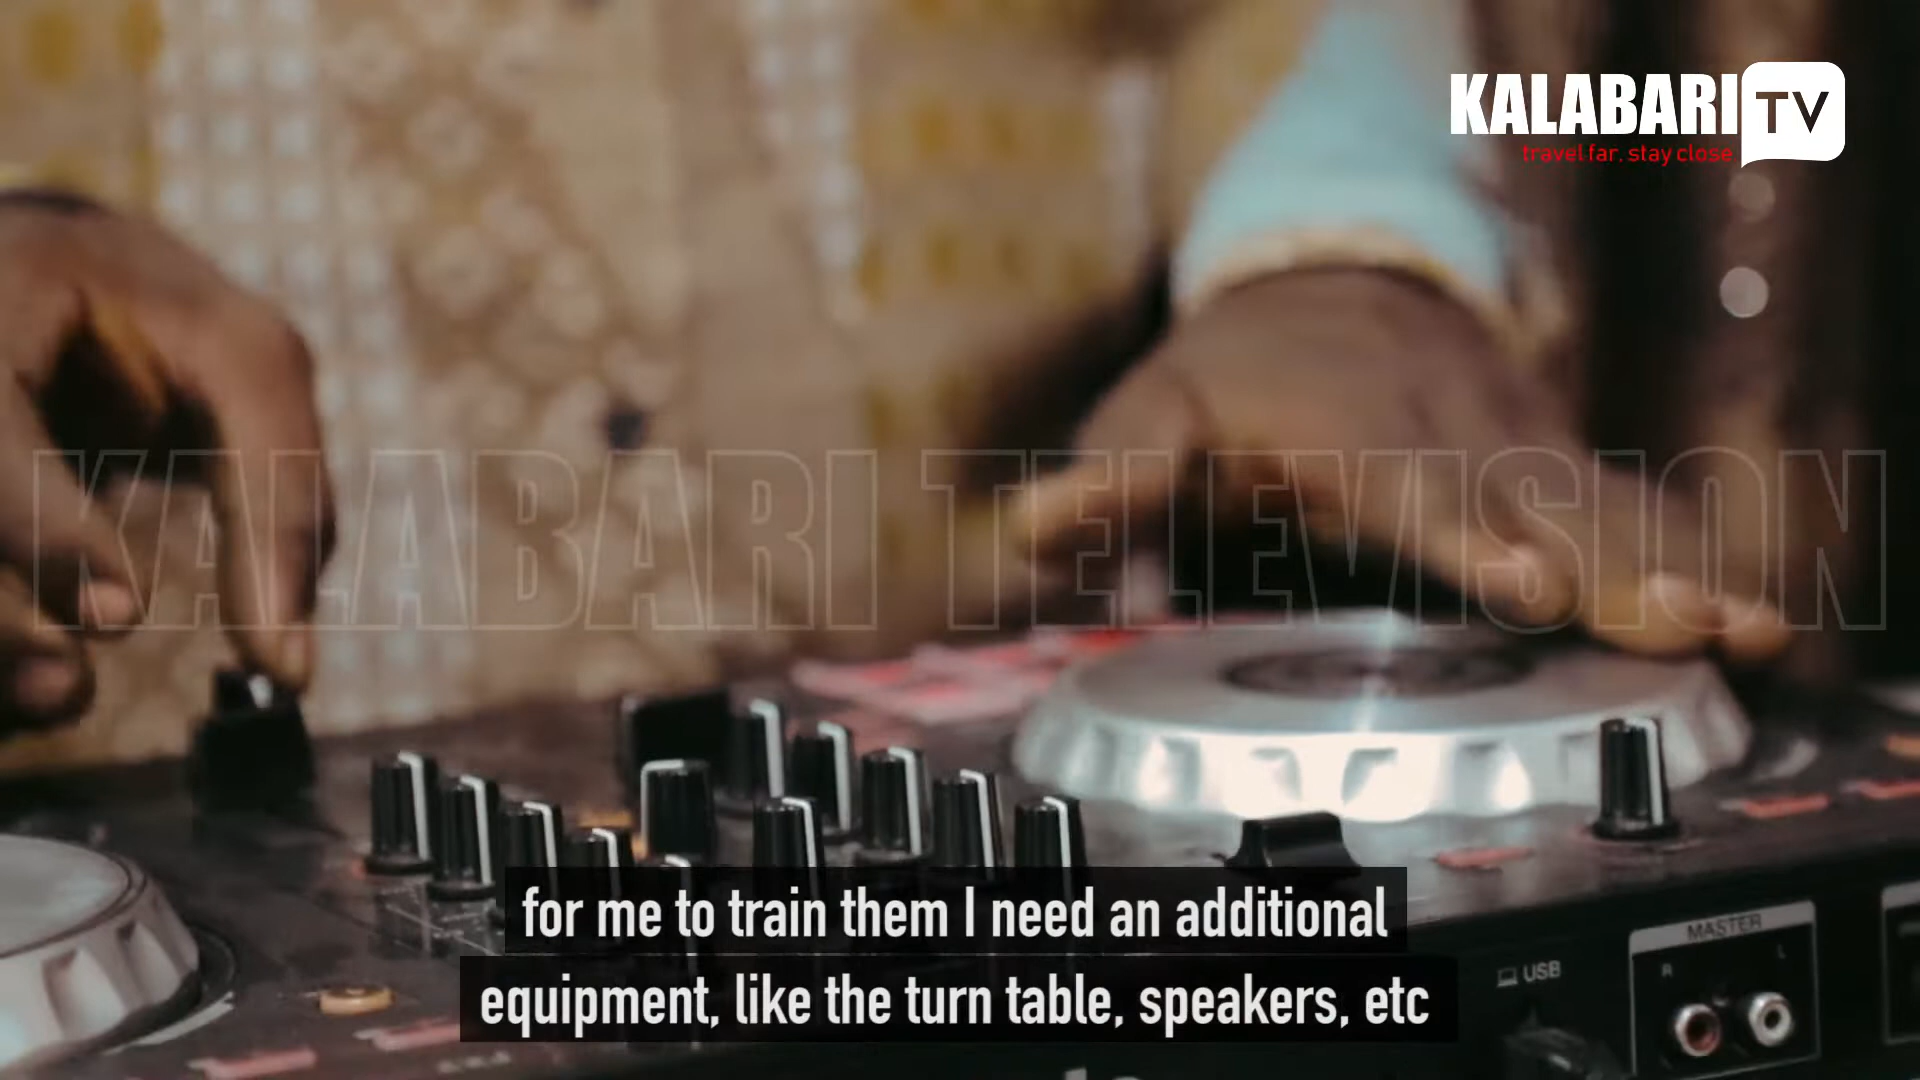 KALABARI TV
travel far. stay close
KALABARI TELEVISION
for me to train them I need an additional
equipment, like the turn table, speakers, etc
USB
MASTER
R L